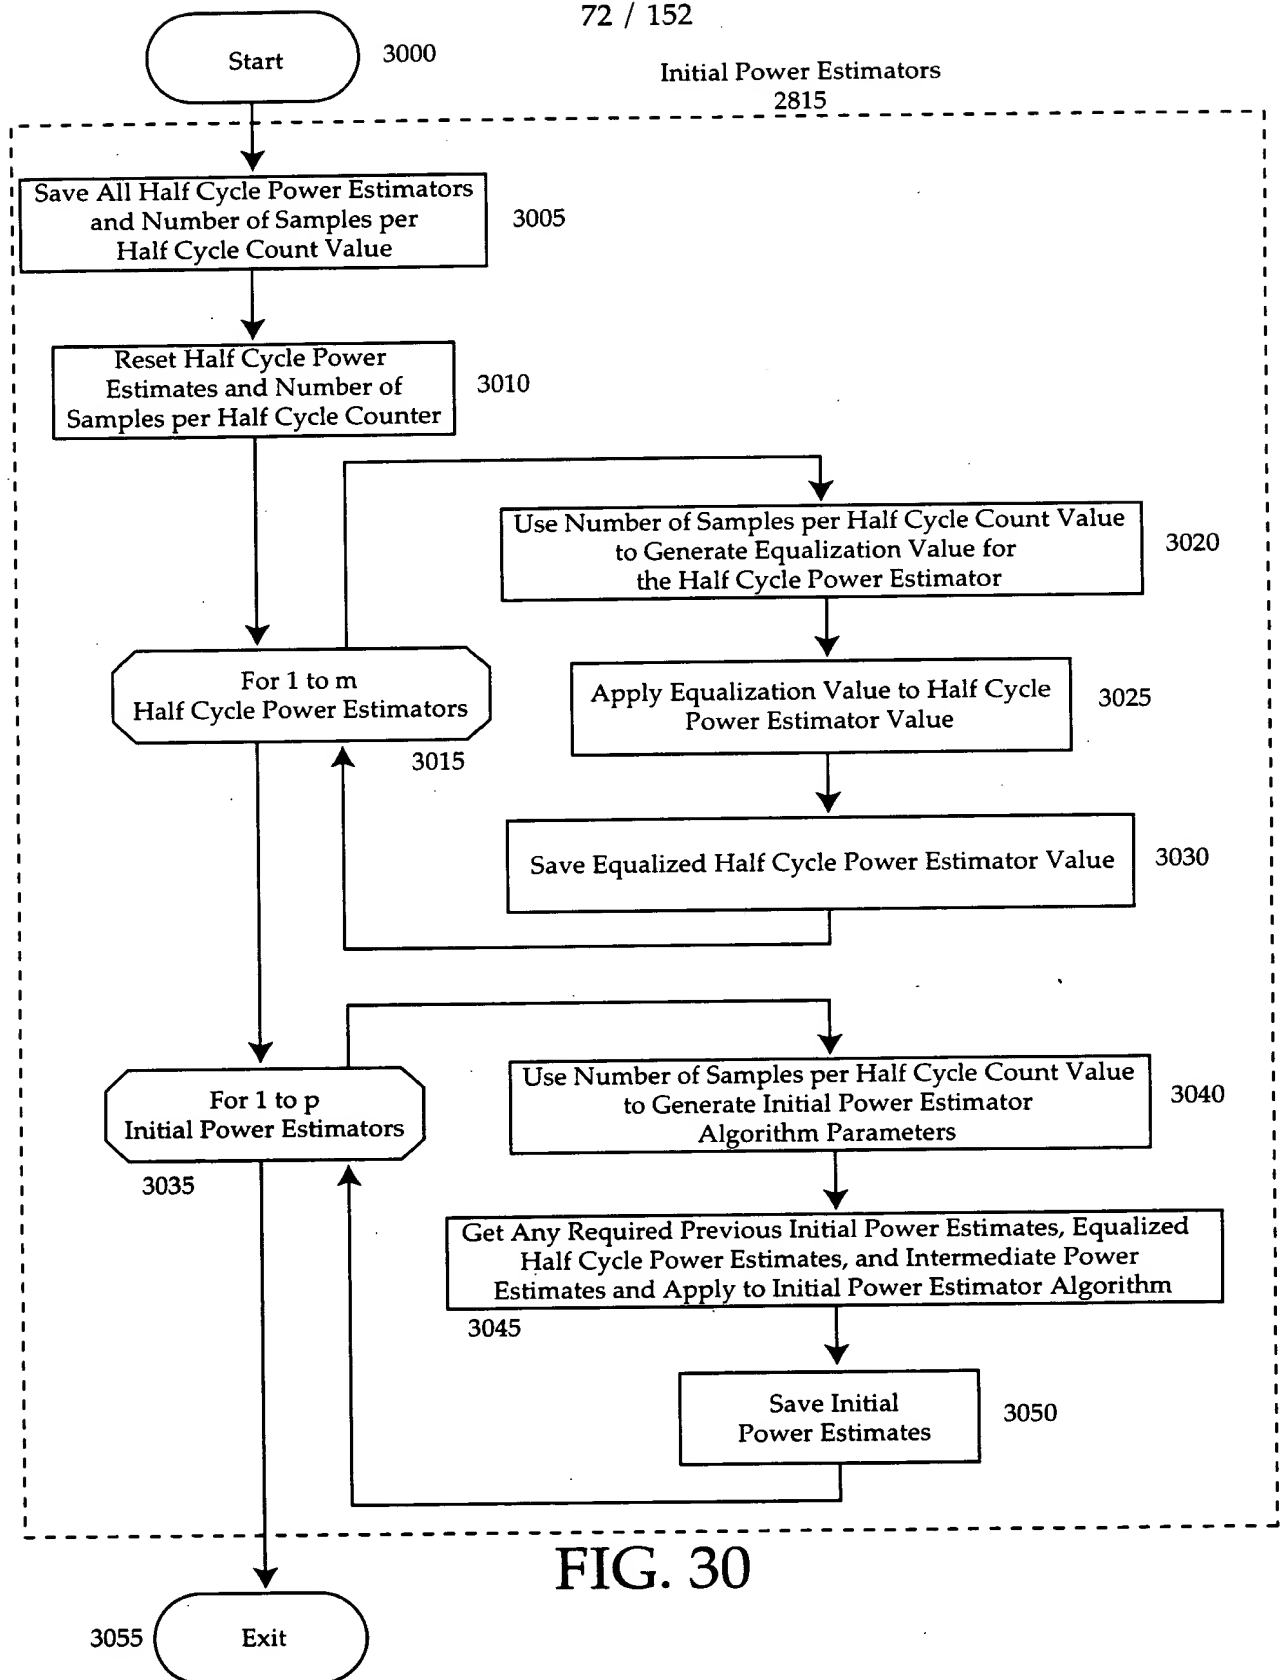 72 / 152
Start
3000
Initial Power Estimators
2815
Save All Half Cycle Power Estimators
and Number of Samples per
Half Cycle Count Value
3005
Reset Half Cycle Power
Estimates and Number of
Samples per Half Cycle Counter
3010
Use Number of Samples per Half Cycle Count Value
to Generate Equalization Value for
the Half Cycle Power Estimator
3020
For 1 to m
Half Cycle Power Estimators
3015
Apply Equalization Value to Half Cycle
Power Estimator Value
3025
Save Equalized Half Cycle Power Estimator Value
3030
For 1 to p
Initial Power Estimators
3035
Use Number of Samples per Half Cycle Count Value
to Generate Initial Power Estimator
Algorithm Parameters
3040
Get Any Required Previous Initial Power Estimates, Equalized
Half Cycle Power Estimates, and Intermediate Power
Estimates and Apply to Initial Power Estimator Algorithm
3045
Save Initial
Power Estimates
3050
FIG. 30
3055
Exit